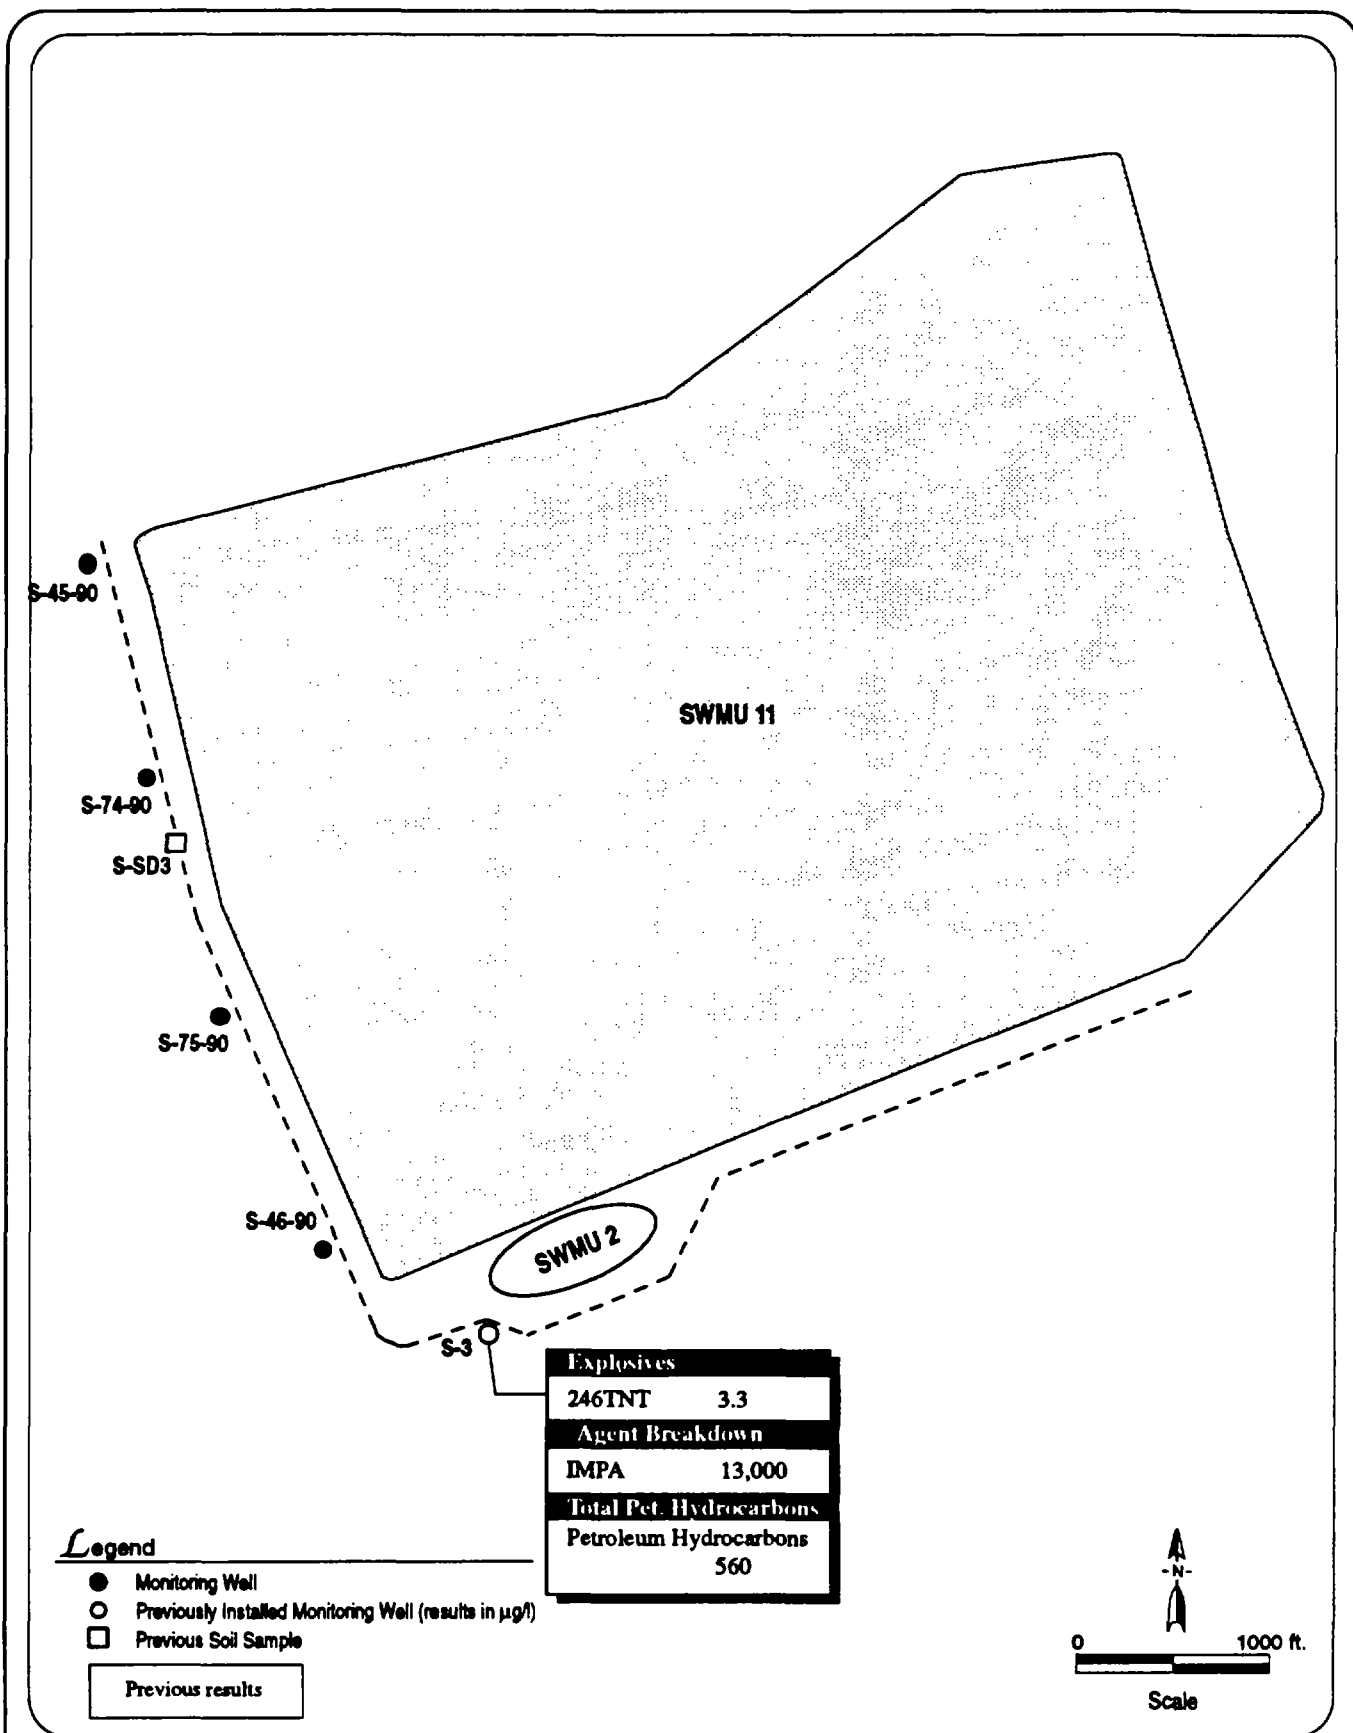 S-45-90
SWMU 11
S-74-90
S-SD3
S-75-90
S-46-90
SWMU 2
S-3
Explosives
246TNT 3.3
Agent Breakdown
IMPA 13,000
Total Pet. Hydrocarbons
Petroleum Hydrocarbons
560
Legend
Monitoring Well
Previously Installed Monitoring Well (results in µg/l)
Previous Soil Sample
Previous results
-N-
0 1000 ft.
Scale